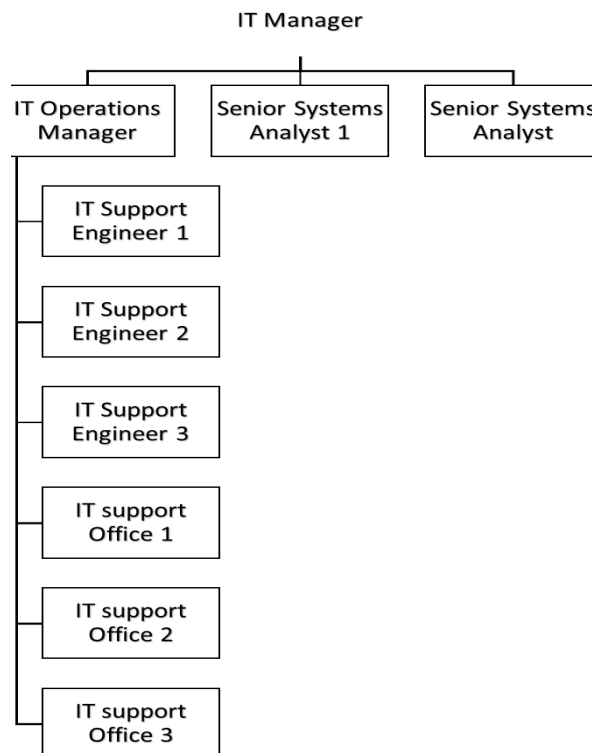 IT Manager
IT Operations
Manager
Senior Systems
Analyst 1
Senior Systems
Analyst
IT Support
Engineer 1
IT Support
Engineer 2
IT Support
Engineer 3
IT support
Office 1
IT support
Office 2
IT support
Office 3